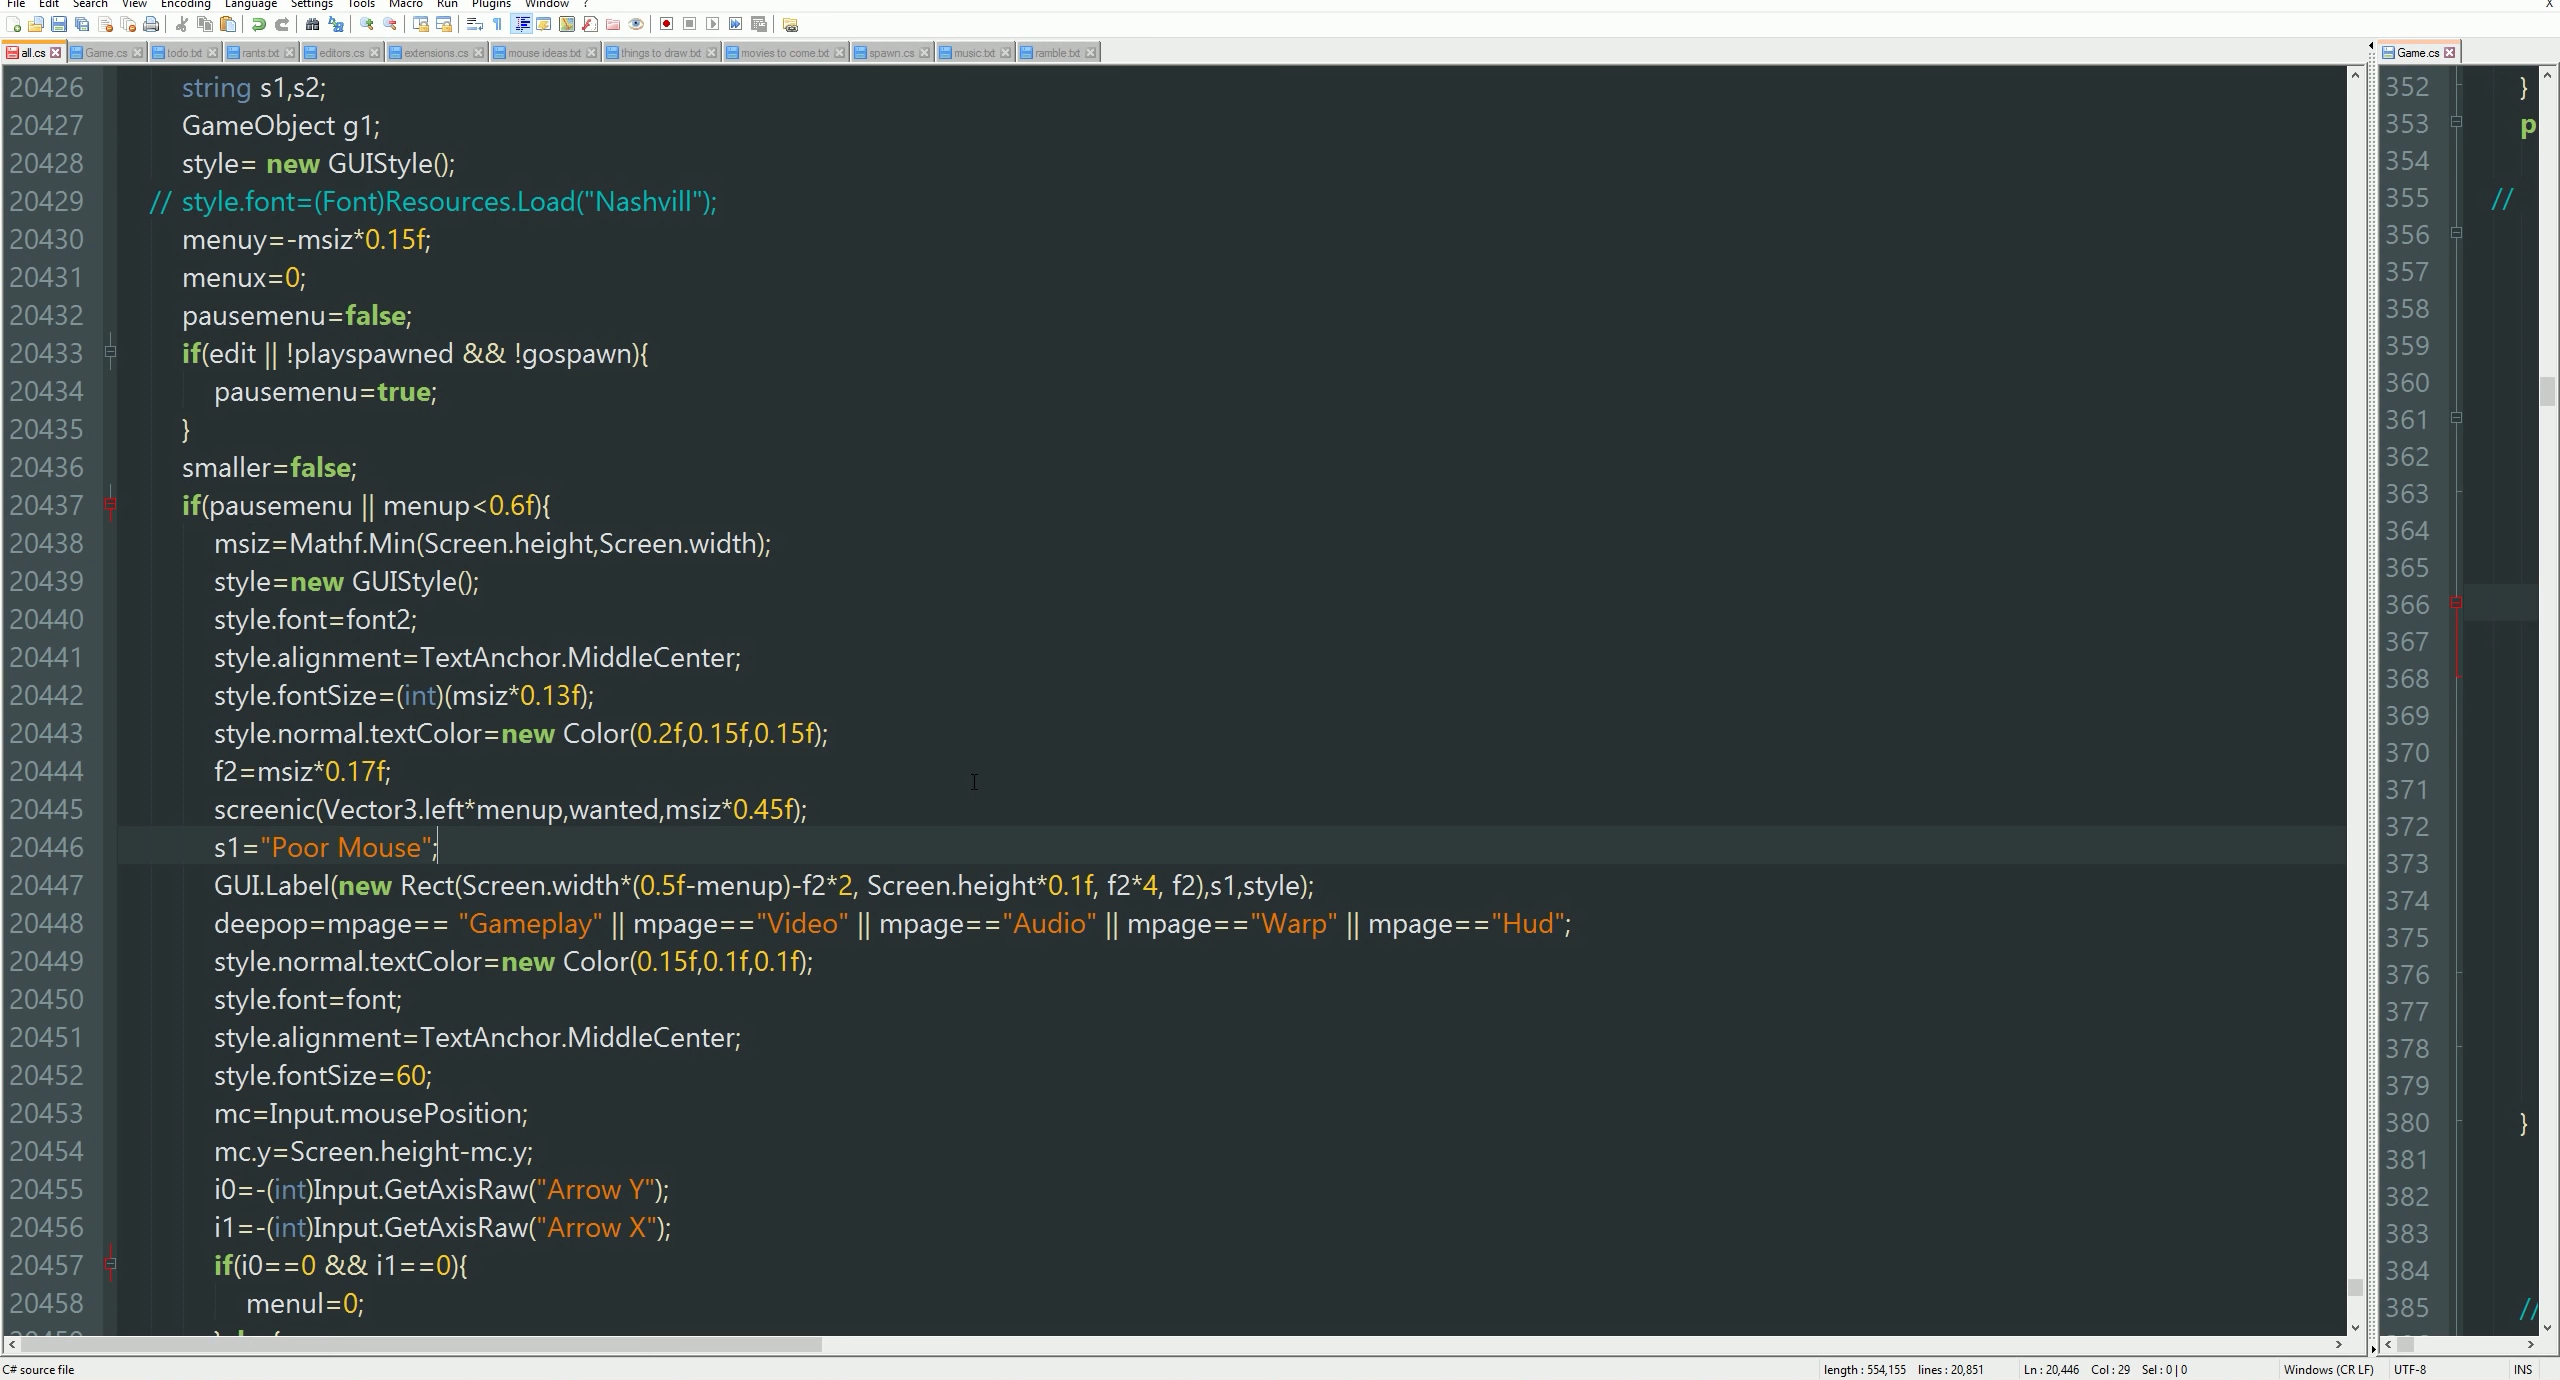 File Edit Search View Encoding Language Settings Tools Macro Run Plugins Window ? X
all.cs Game.cs todo.txt rants.txt editors.cs extensions.cs mouse ideas.txt things to draw.txt movies to come.txt spawn.cs music.txt ramble.txt
Game.cs
20426 string s1,s2;
20427 GameObject g1;
20428 style= new GUIStyle();
20429 // style.font=(Font)Resources.Load("Nashvill");
20430 menuy=-msiz*0.15f;
20431 menux=0;
20432 pausemenu=false;
20433 if(edit || !playspawned && !gospawn){
20434 pausemenu=true;
20435 }
20436 smaller=false;
20437 if(pausemenu || menup<0.6f){
20438 msiz=Mathf.Min(Screen.height,Screen.width);
20439 style=new GUIStyle();
20440 style.font=font2;
20441 style.alignment=TextAnchor.MiddleCenter;
20442 style.fontSize=(int)(msiz*0.13f);
20443 style.normal.textColor=new Color(0.2f,0.15f,0.15f);
20444 f2=msiz*0.17f;
20445 screenic(Vector3.left*menup,wanted,msiz*0.45f);
20446 s1="Poor Mouse";
20447 GUI.Label(new Rect(Screen.width*(0.5f-menup)-f2*2, Screen.height*0.1f, f2*4, f2),s1,style);
20448 deepop=mpage== "Gameplay" || mpage=="Video" || mpage=="Audio" || mpage=="Warp" || mpage=="Hud";
20449 style.normal.textColor=new Color(0.15f,0.1f,0.1f);
20450 style.font=font;
20451 style.alignment=TextAnchor.MiddleCenter;
20452 style.fontSize=60;
20453 mc=Input.mousePosition;
20454 mc.y=Screen.height-mc.y;
20455 i0=-(int)Input.GetAxisRaw("Arrow Y");
20456 i1=-(int)Input.GetAxisRaw("Arrow X");
20457 if(i0==0 && i1==0){
20458 menul=0;
352 }
353 p
354
355 //
356
357
358
359
360
361
362
363
364
365
366
367
368
369
370
371
372
373
374
375
376
377
378
379
380 }
381
382
383
384
385 //
C# source file length : 554,155 lines : 20,851 Ln : 20,446 Col : 29 Sel : 0 | 0 Windows (CR LF) UTF-8 INS